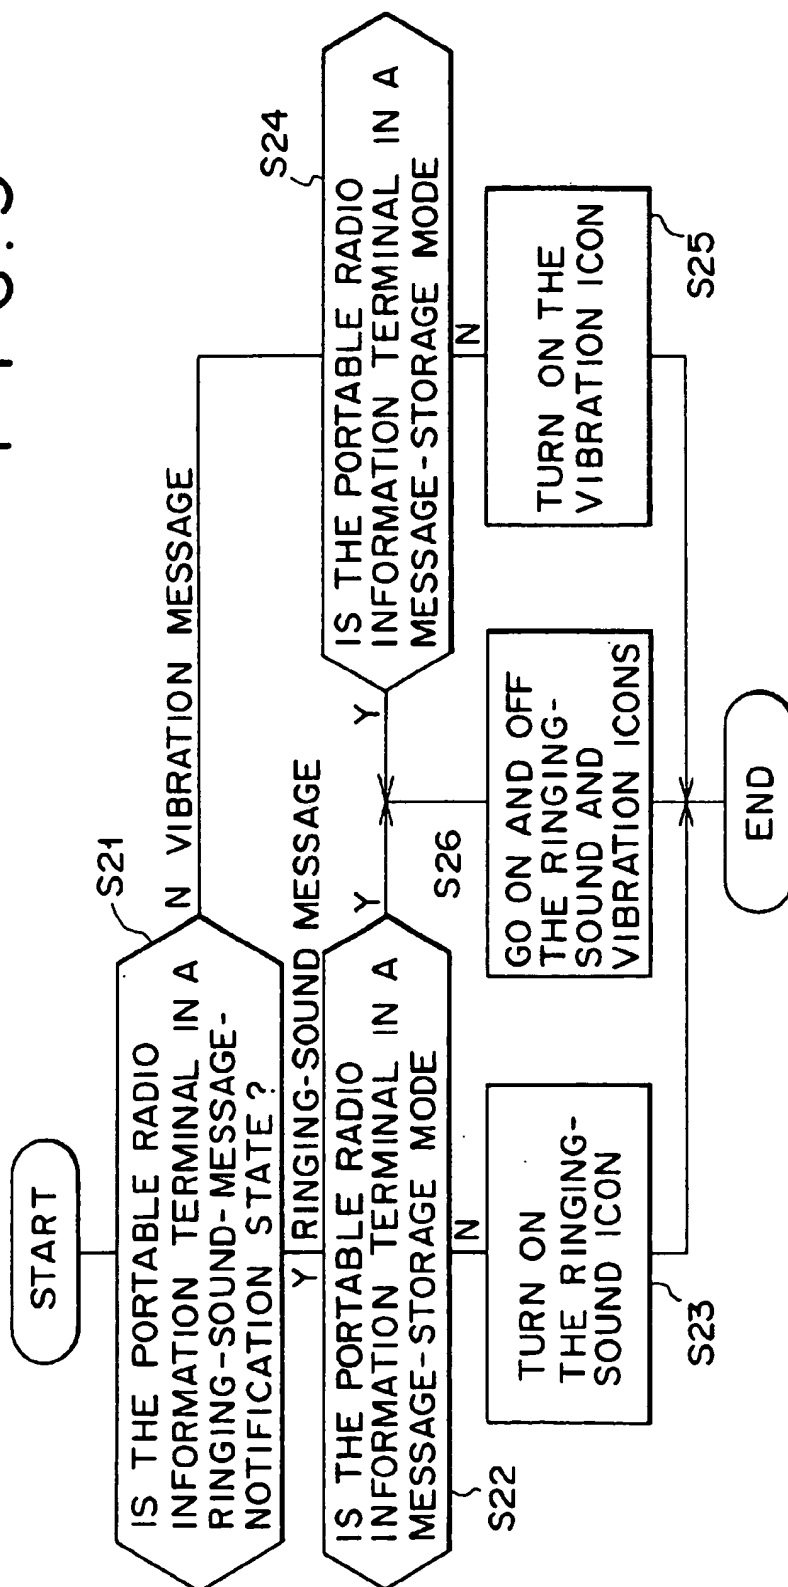 START
IS THE PORTABLE RADIO
INFORMATION TERMINAL IN A
RINGING-SOUND-MESSAGE-
NOTIFICATION STATE?
S21
N VIBRATION MESSAGE
Y RINGING-SOUND MESSAGE
IS THE PORTABLE RADIO
INFORMATION TERMINAL IN A
MESSAGE-STORAGE MODE
S22
Y
N
IS THE PORTABLE RADIO
INFORMATION TERMINAL IN A
MESSAGE-STORAGE MODE
S24
Y
N
TURN ON
THE RINGING-
SOUND ICON
S23
S26
GO ON AND OFF
THE RINGING-
SOUND AND
VIBRATION ICONS
TURN ON THE
VIBRATION ICON
S25
END